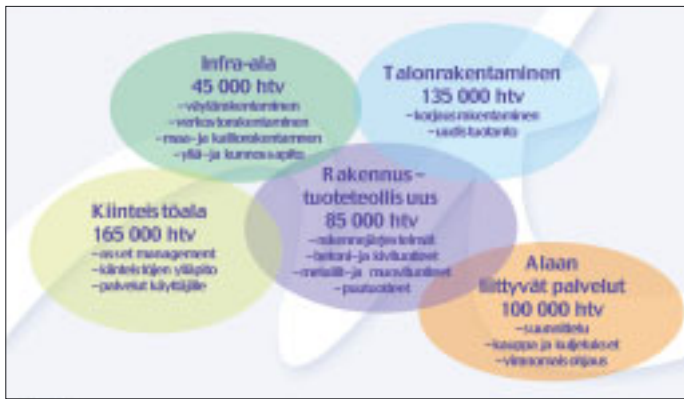 Infra-ala
45 000 htv
–väylärakentaminen
–verkostorakentaminen
–maa- ja kalliorakentaminen
–yllä- ja kunnossapito
Talonrakentaminen
135 000 htv
–korjausrakentaminen
–uudistuotanto
Rakennus–
tuoteteollisuus
85 000 htv
–rakennejärjestelmät
–betoni- ja kivituotteet
–metalli- ja muovituotteet
–puutuotteet
Kiinteistöala
165 000 htv
–asset management
–kiinteistöjen ylläpito
–palvelut käyttäjille
Alaan
liittyvät palvelut
100 000 htv
–suunnittelu
–kauppa ja kuljetukset
–viranomaisohjaus